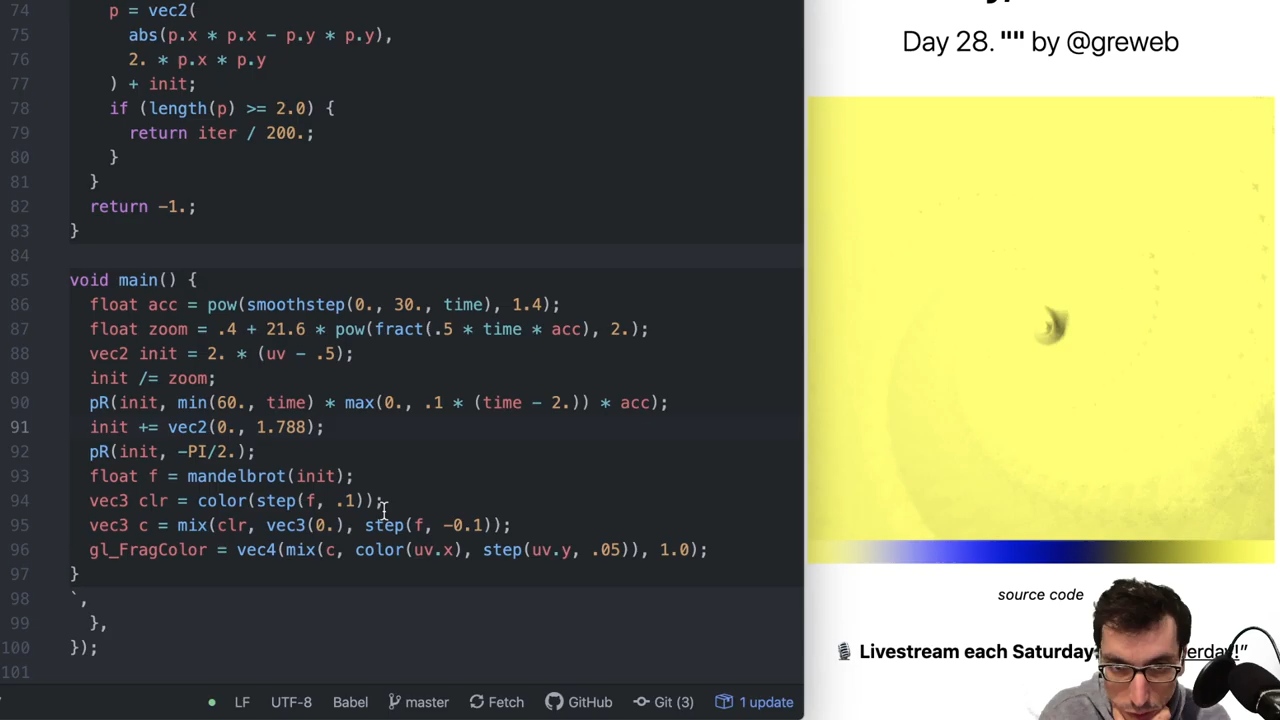 74 p = vec2(
75 abs(p.x * p.x - p.y * p.y),
76 2. * p.x * p.y
77 ) + init;
78 if (length(p) >= 2.0) {
79 return iter / 200.;
80 }
81 }
82 return -1.;
83 }
84
85 void main() {
86 float acc = pow(smoothstep(0., 30., time), 1.4);
87 float zoom = .4 + 21.6 * pow(fract(.5 * time * acc), 2.);
88 vec2 init = 2. * (uv - .5);
89 init /= zoom;
90 pR(init, min(60., time) * max(0., .1 * (time - 2.)) * acc);
91 init += vec2(0., 1.788);
92 pR(init, -PI/2.);
93 float f = mandelbrot(init);
94 vec3 clr = color(step(f, .1));
95 vec3 c = mix(clr, vec3(0.), step(f, -0.1));
96 gl_FragColor = vec4(mix(c, color(uv.x), step(uv.y, .05)), 1.0);
97 }
98 `,
99 },
100 });
101
LF UTF-8 Babel master Fetch GitHub Git (3) 1 update
Day 28. "" by @greweb
source code
🎙 Livestream each Saturday: